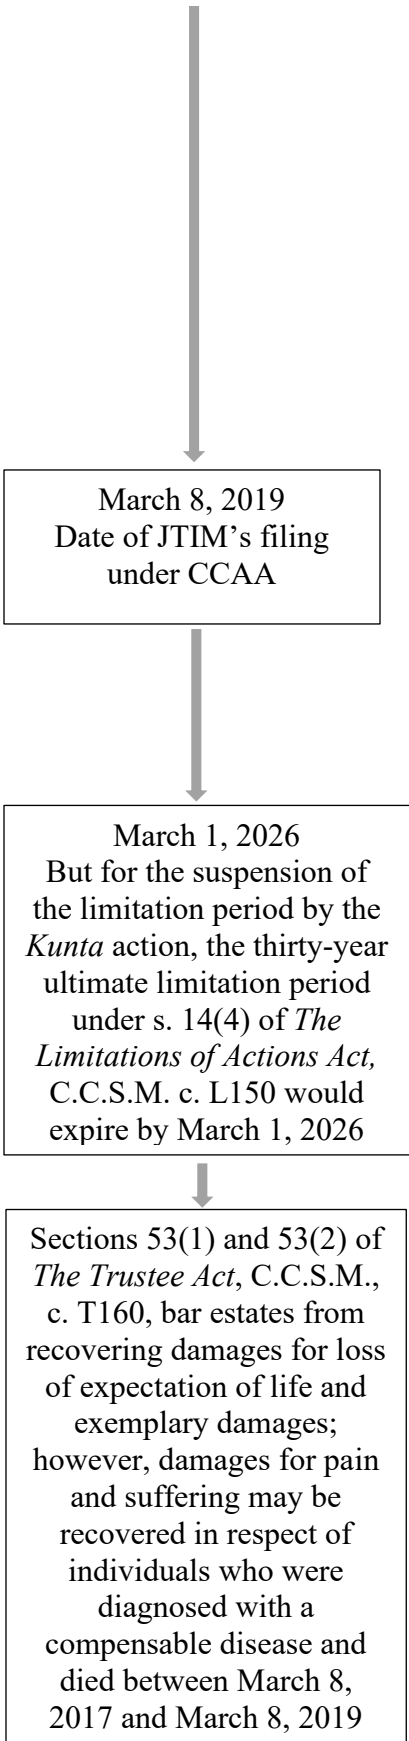 March 8, 2019
Date of JTIM's filing
under CCAA
March 1, 2026
But for the suspension of
the limitation period by the
Kunta action, the thirty-year
ultimate limitation period
under s. 14(4) of The
Limitations of Actions Act,
C.C.S.M. c. L150 would
expire by March 1, 2026
Sections 53(1) and 53(2) of
The Trustee Act, C.C.S.M.,
c. T160, bar estates from
recovering damages for loss
of expectation of life and
exemplary damages;
however, damages for pain
and suffering may be
recovered in respect of
individuals who were
diagnosed with a
compensable disease and
died between March 8,
2017 and March 8, 2019